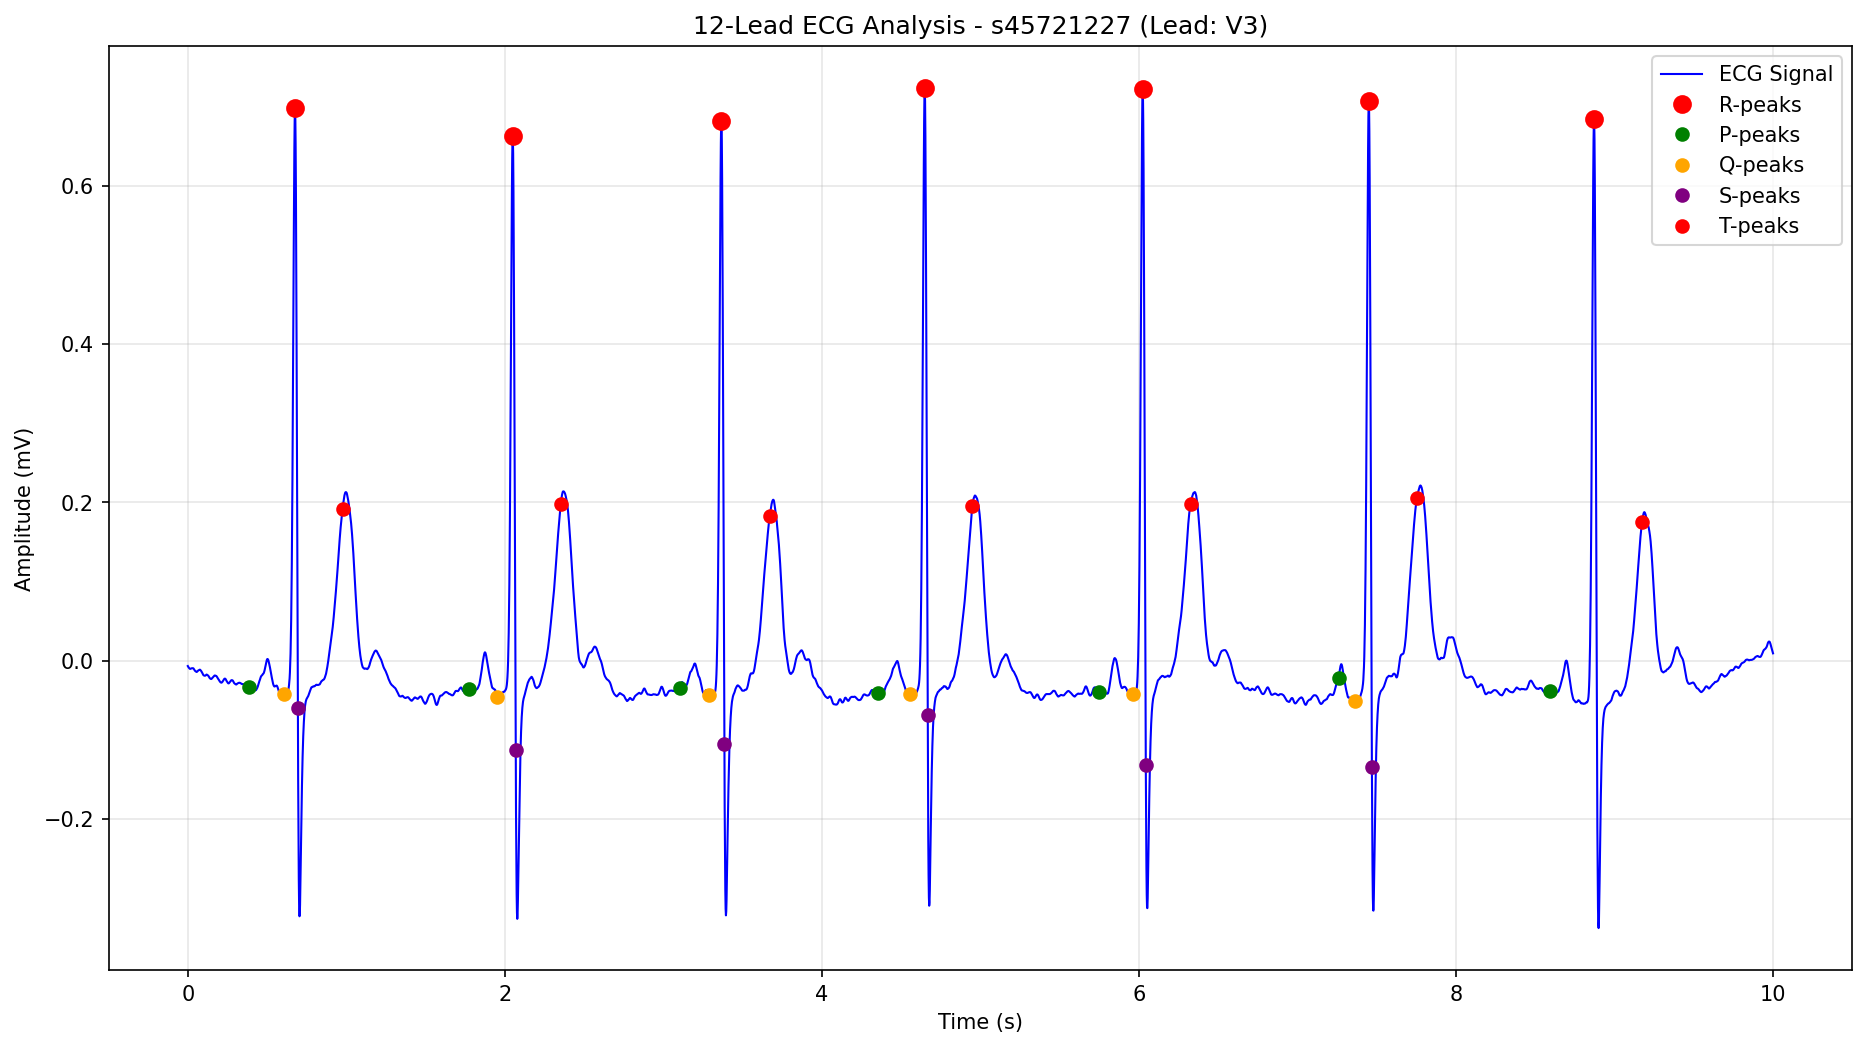 12-Lead ECG Analysis - s45721227 (Lead: V3)
ECG Signal
R-peaks
P-peaks
Q-peaks
S-peaks
T-peaks
Amplitude (mV)
0.6
0.4
0.2
0.0
−0.2
0 2 4 6 8 10
Time (s)